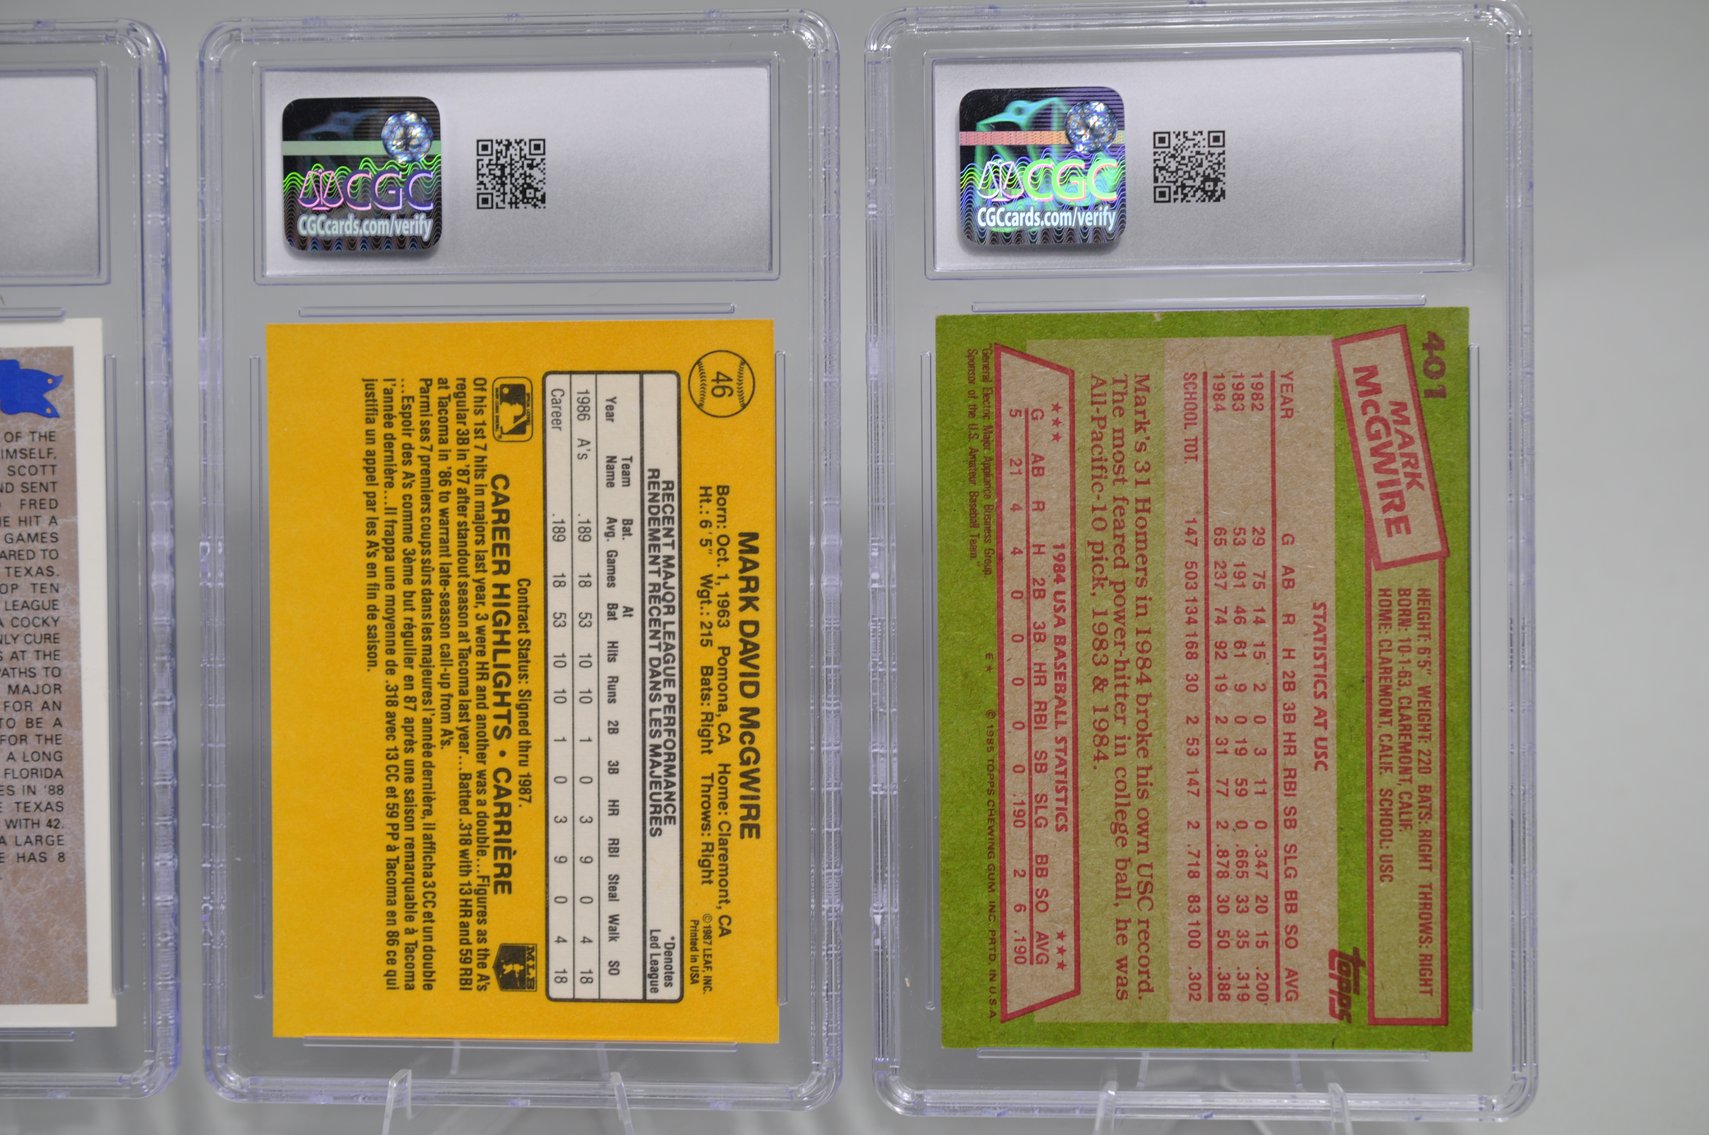 OF THE
IMSELF,
SCOTT
ND SENT
FRED
HE HIT A
GAMES
ARED TO
TEXAS.
OP TEN
LEAGUE
A COCKY
NLY CURE
S AT THE
PATHS TO
MAJOR
FOR AN
TO BE A
FOR THE
A LONG
FLORIDA
ES IN '88
E TEXAS
WITH 42.
A LARGE
E HAS 8
CGC
CGCcards.com/verify
46
MARK DAVID McGWIRE
Born: Oct. 1, 1963 Pomona, CA Home: Claremont, CA
Ht.: 6' 5" Wgt.: 215 Bats: Right Throws: Right
©1987 LEAF, INC.
Printed in USA
RECENT MAJOR LEAGUE PERFORMANCE
RENDEMENT RECENT DANS LES MAJEURES
*Denotes
Led League
Year Team Name Bat. Avg. Games At Bat Hits Runs 2B 3B HR RBI Steal Walk SO
1986 A's .189 18 53 10 10 1 0 3 9 0 4 18
Career .189 18 53 10 10 1 0 3 9 0 4 18
Contract Status: Signed thru 1987.
CAREER HIGHLIGHTS • CARRIÈRE
MLB
Of his 1st 7 hits in majors last year, 3 were HR and another was a double...Figures as the A's
regular 3B in '87 after standout season at Tacoma last year...Batted .318 with 13 HR and 59 RBI
at Tacoma in '86 to warrant late-season call-up from A's.
Parmi ses 7 premiers coups sûrs dans les majeures l'année dernière, il afficha 3 CC et un double
...Espoir des A's comme 3ème but régulier en 87 après une saison remarquable à Tacoma
l'année dernière...Il frappa une moyenne de .318 avec 13 CC et 59 PP à Tacoma en 86 ce qui
justifia un appel par les A's en fin de saison.
CGC
CGCcards.com/verify
401
MARK
McGWIRE
HEIGHT: 6'5" WEIGHT: 220 BATS: RIGHT THROWS: RIGHT
BORN: 10-1-63, CLAREMONT, CALIF.
HOME: CLAREMONT, CALIF. SCHOOL: USC
topps
STATISTICS AT USC
YEAR G AB R H 2B 3B HR RBI SB SLG BB SO AVG
1982 29 75 14 15 2 0 3 11 0 .347 20 15 .200
1983 53 191 46 61 9 0 19 59 0 .665 33 35 .319
1984 65 237 74 92 19 2 31 77 2 .878 30 50 .388
SCHOOL TOT. 147 503 134 168 30 2 53 147 2 .718 83 100 .302
Mark's 31 Homers in 1984 broke his own USC record.
The most feared power-hitter in college ball, he was
All-Pacific-10 pick, 1983 & 1984.
★★★ 1984 USA BASEBALL STATISTICS ★★★
G AB R H 2B 3B HR RBI SB SLG BB SO AVG
5 21 4 4 0 0 0 0 0 .190 2 6 .190
"General Electric Major Appliance Business Group,
Sponsor of the U.S. Amateur Baseball Team."
E★
© 1985 TOPPS CHEWING GUM, INC. PRTD. IN U.S.A.